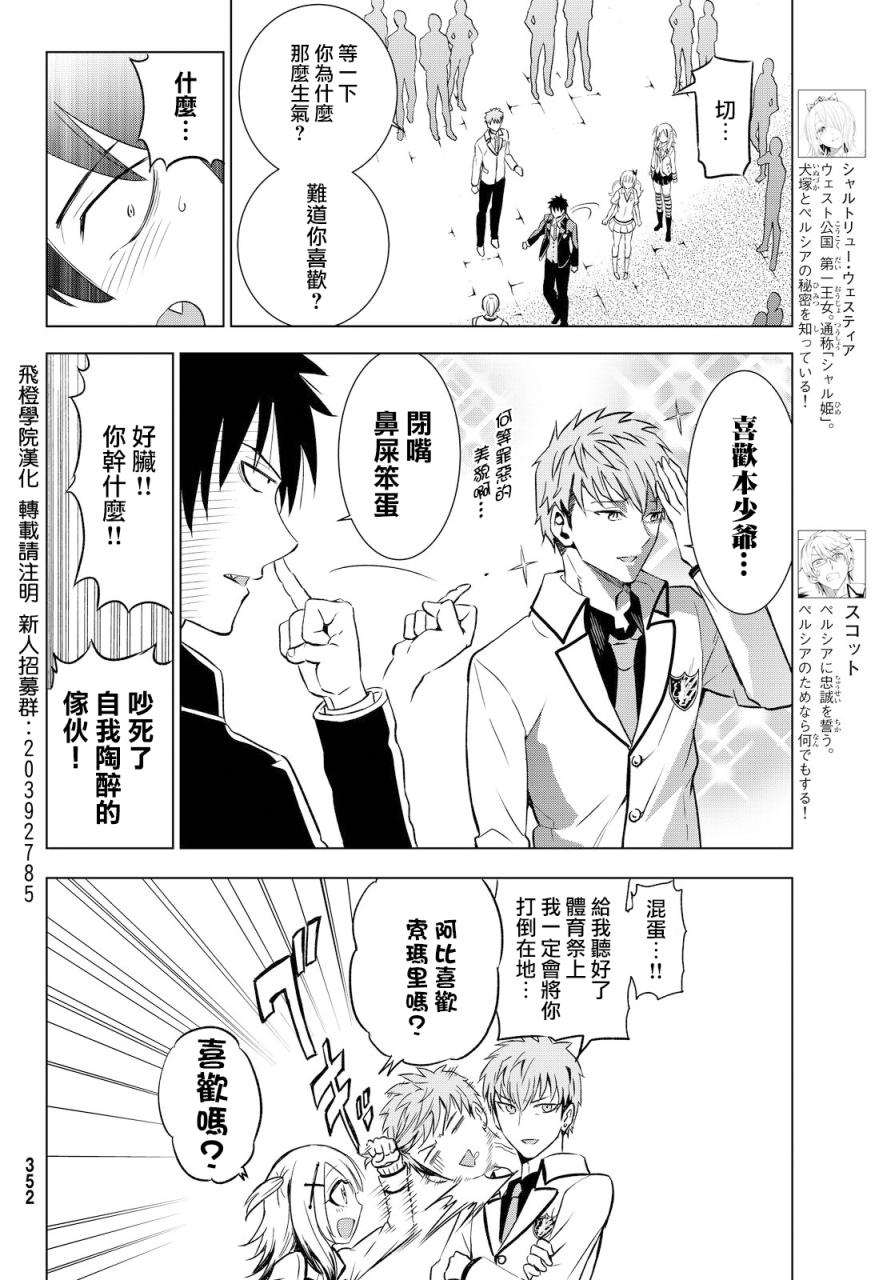 切…
等一下
你為什麼
那麼生氣?
難道你喜歡?
什麼…
喜歡本少爺…
何等罪惡的
美貌啊…
閉嘴
鼻屎笨蛋
好臟!!
你幹什麼!!
吵死了
自我陶醉的
傢伙!
混蛋…!!
給我聽好了
體育祭上
我一定會將你
打倒在地…
阿比喜歡
索瑪里嗎?
喜歡嗎?
シャルトリュー・ウェスティア
ウェスト公国 第一王女。通称「シャル姫」。
犬塚とペルシアの秘密を知っている!
スコット
ペルシアに忠誠を誓う。
ペルシアのためなら何でもする!
飛橙學院漢化 轉載請注明 新人招募群:20392785
352